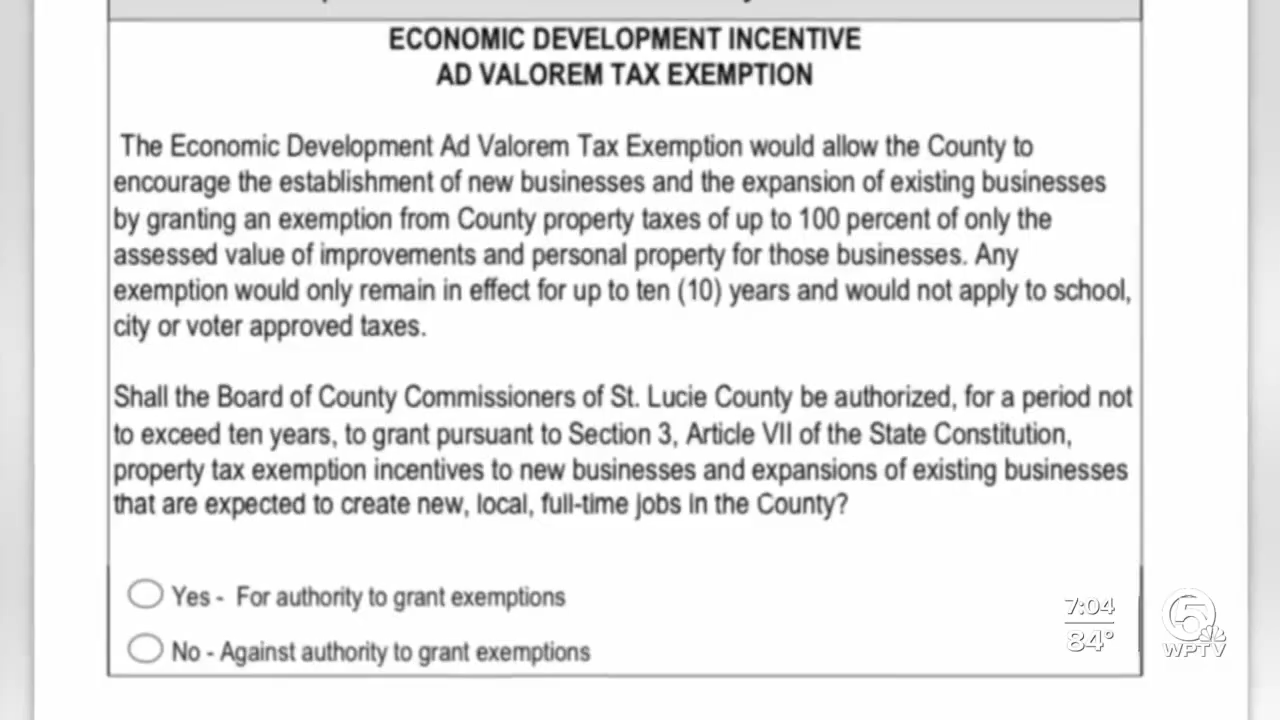 ECONOMIC DEVELOPMENT INCENTIVE
AD VALOREM TAX EXEMPTION
The Economic Development Ad Valorem Tax Exemption would allow the County to
encourage the establishment of new businesses and the expansion of existing businesses
by granting an exemption from County property taxes of up to 100 percent of only the
assessed value of improvements and personal property for those businesses. Any
exemption would only remain in effect for up to ten (10) years and would not apply to school,
city or voter approved taxes.
Shall the Board of County Commissioners of St. Lucie County be authorized, for a period not
to exceed ten years, to grant pursuant to Section 3, Article VII of the State Constitution,
property tax exemption incentives to new businesses and expansions of existing businesses
that are expected to create new, local, full-time jobs in the County?
Yes - For authority to grant exemptions
No - Against authority to grant exemptions
7:04
84°
5
WPTV